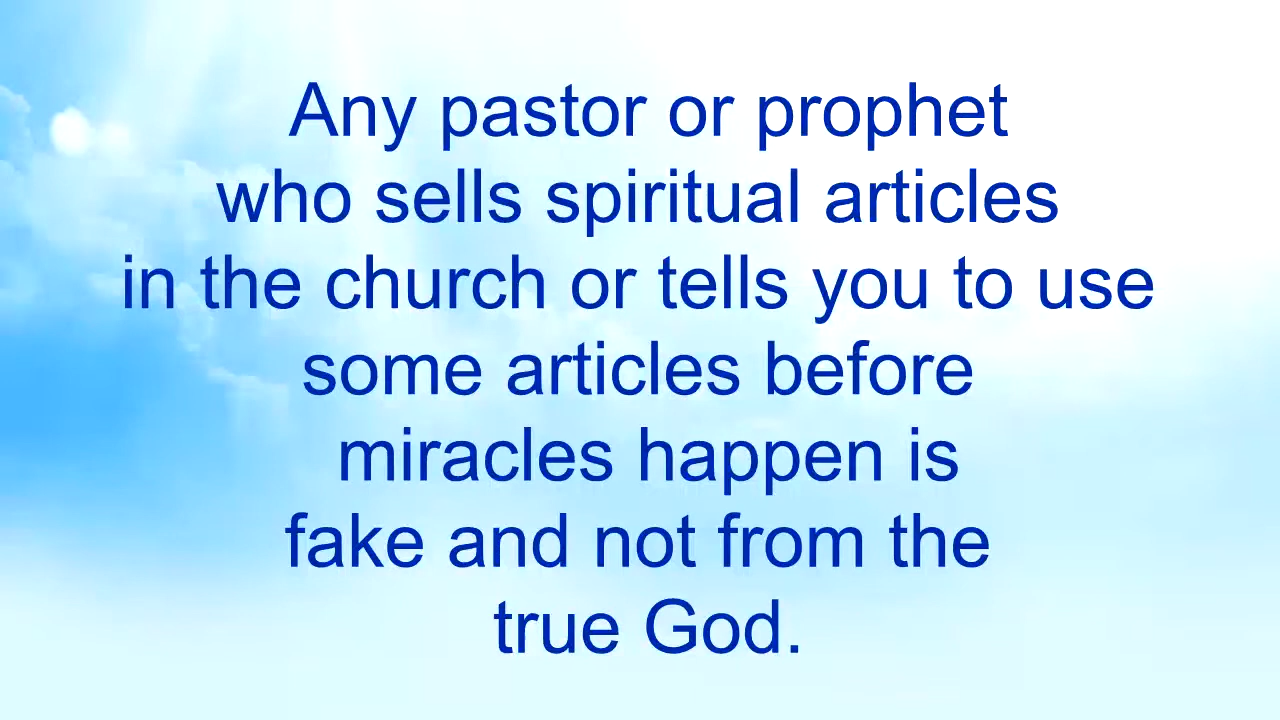 Any pastor or prophet
who sells spiritual articles
in the church or tells you to use
some articles before
miracles happen is
fake and not from the
true God.